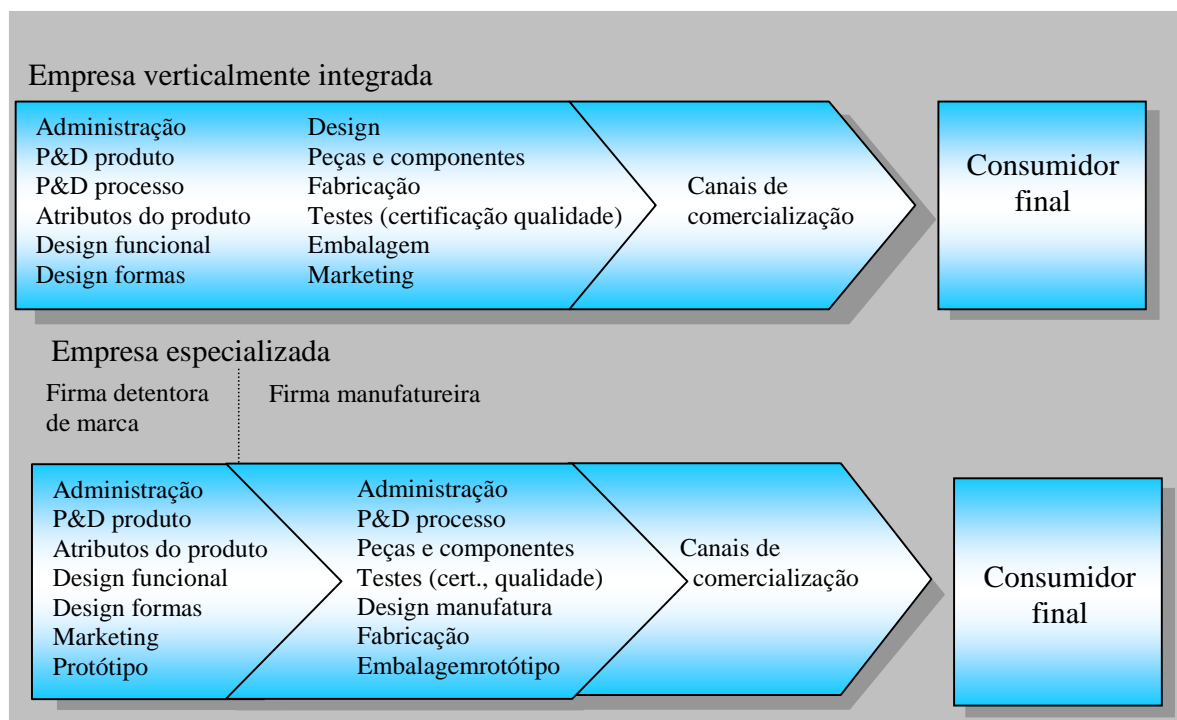 Empresa verticalmente integrada
Administração
P&D produto
P&D processo
Atributos do produto
Design funcional
Design formas
Design
Peças e componentes
Fabricação
Testes (certificação qualidade)
Embalagem
Marketing
Canais de
comercialização
Consumidor
final
Empresa especializada
Firma detentora
de marca
Firma manufatureira
Administração
P&D produto
Atributos do produto
Design funcional
Design formas
Marketing
Protótipo
Administração
P&D processo
Peças e componentes
Testes (cert., qualidade)
Design manufatura
Fabricação
Embalagemrotótipo
Canais de
comercialização
Consumidor
final